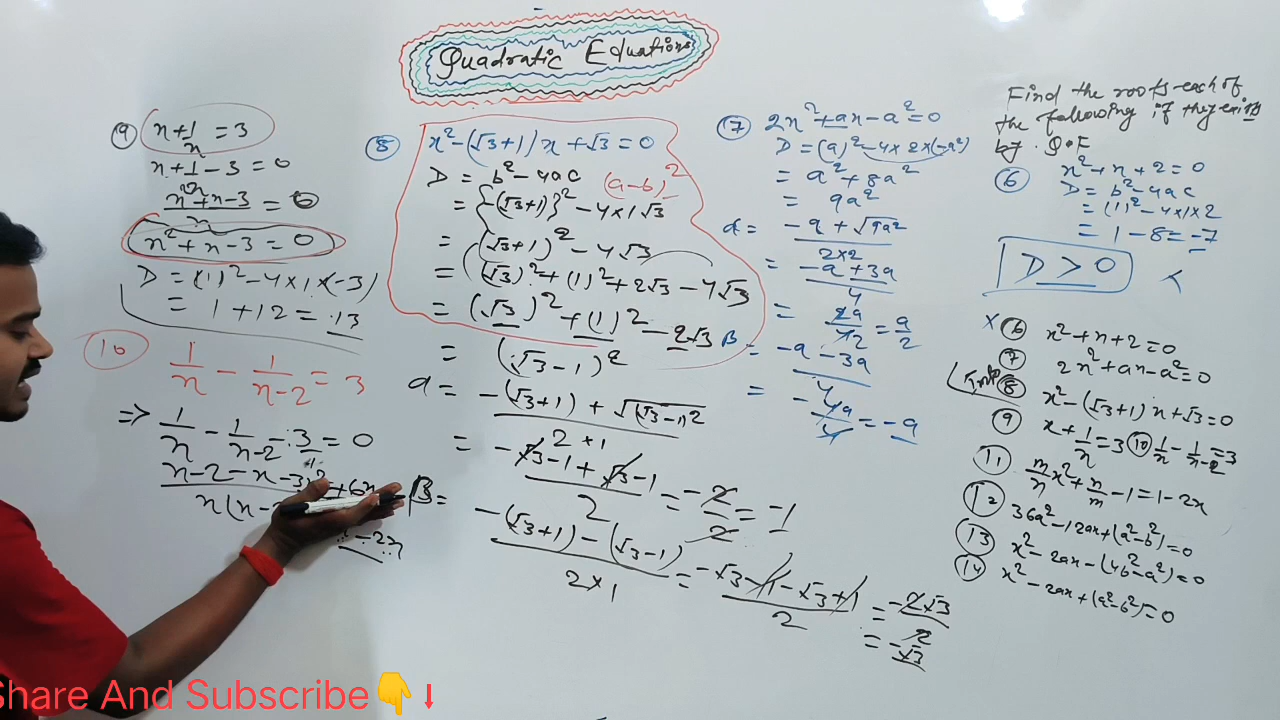 Quadratic Equations
⑨ x+1/x = 3
x+1/x - 3 = 0
x²+x-3/x = 0
x²+x-3 = 0
D = (1)²-4×1×(-3)
= 1+12 = 13
⑩ 1/x - 1/x-2 = 3
=> 1/x - 1/x-2 - 3/1 = 0
x-2-x-3x²+6x
x(x-
-2x
⑧ x²-(√3+1)x+√3=0
D = b²-4ac (a-b)²
= {-(√3+1)}²-4×1√3
= (√3+1)²-4√3
= (√3)²+(1)²+2√3-4√3
= (√3)²+(1)²-2√3
= (√3-1)²
α = -(√3+1)+√(√3-1)²/2×1
= -√3-1+√3-1/2 = -2/2 = -1
β = -(√3+1)-(√3-1)/2×1 = -√3-1-√3+1/2 = -2√3/2
= -√3
⑦ 2x²+ax-a²=0
D = (a)²-4×2×(-a²)
= a²+8a²
= 9a²
α = -a+√9a²/2×2
= -a+3a/4
= 2a/42 = a/2
β = -a-3a/4
= -4a/4 = -a
Find the roots each of
the following if they exists
by Q.F
⑥ x²+x+2=0
D = b²-4ac
= (1)²-4×1×2
= 1-8=-7
D > 0 <
x ⑥ x²+x+2=0
⑦ 2x²+ax-a²=0
⑧ x²-(√3+1)x+√3=0
⑨ x+1/x=3 ⑩ 1/x-1/x-2=3
11 m/n x²+n/m-1=1-2x
12 36a²-12ax+(a²-b²)=0
13 x²-2ax-(4b²-a²)=0
14 x²-2ax+(a²-b²)=0
Share And Subscribe👇⬇